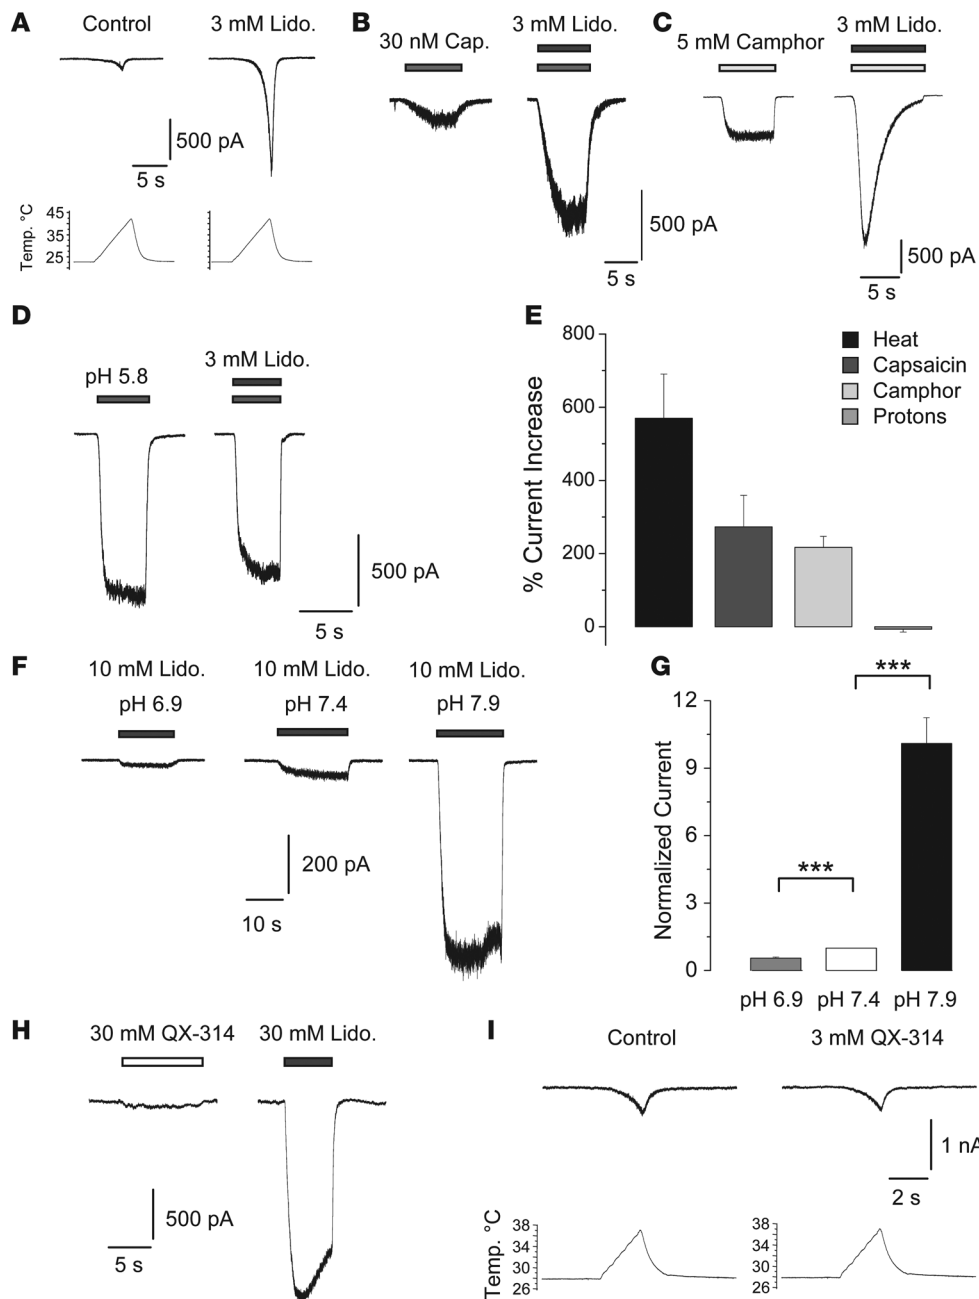 A
Control
3 mM Lido.
500 pA
5 s
Temp. °C
45
35
25
B
30 nM Cap.
3 mM Lido.
500 pA
5 s
C
5 mM Camphor
3 mM Lido.
500 pA
5 s
D
pH 5.8
3 mM Lido.
500 pA
5 s
E
% Current Increase
800
600
400
200
0
Heat
Capsaicin
Camphor
Protons
F
10 mM Lido.
pH 6.9
10 mM Lido.
pH 7.4
10 mM Lido.
pH 7.9
200 pA
10 s
G
Normalized Current
12
9
6
3
0
***
***
pH 6.9
pH 7.4
pH 7.9
H
30 mM QX-314
30 mM Lido.
500 pA
5 s
I
Control
3 mM QX-314
1 nA
2 s
Temp. °C
38
34
30
26
38
34
30
26